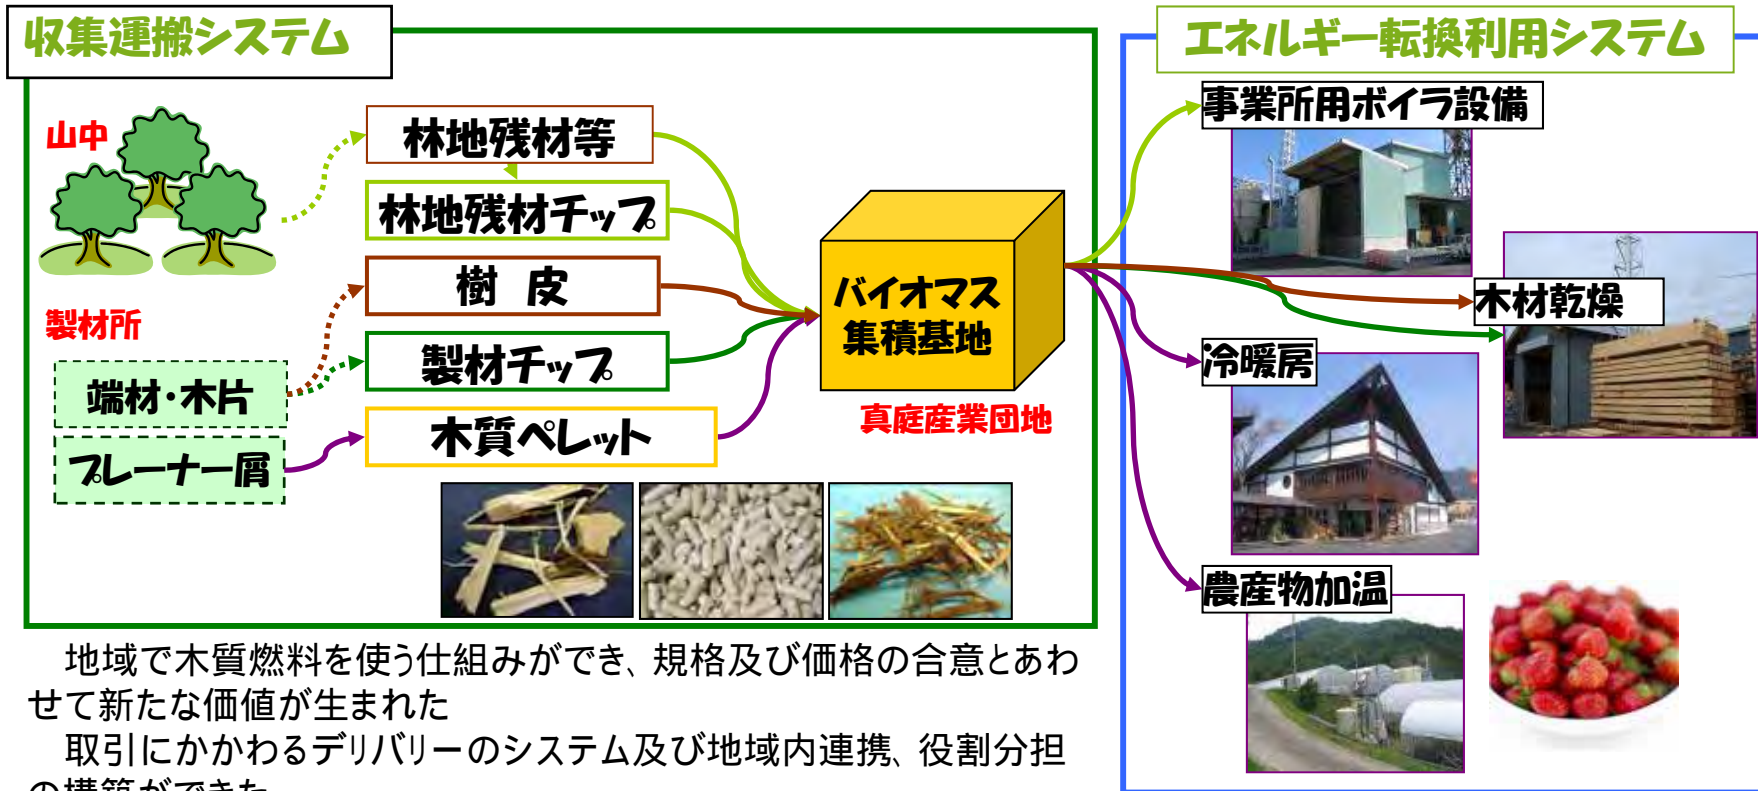 収集運搬システム
エネルギー転換利用システム
山中
林地残材等
林地残材チップ
樹 皮
製材所
製材チップ
端材・木片
木質ペレット
プレーナー屑
バイオマス
集積基地
真庭産業団地
事業所用ボイラ設備
木材乾燥
冷暖房
農産物加温
地域で木質燃料を使う仕組みができ、規格及び価格の合意とあわ
せて新たな価値が生まれた
取引にかかわるデリバリーのシステム及び地域内連携、役割分担
の構築ができた